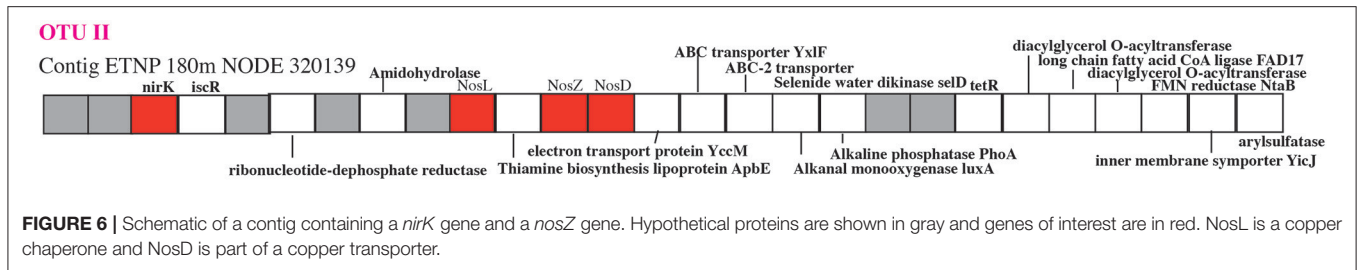 OTU II
Contig ETNP 180m NODE 320139
nirK
iscR
Amidohydrolase
NosL
NosZ
NosD
ABC transporter YxlF
ABC-2 transporter
Selenide water dikinase selD
tetR
diacylglycerol O-acyltransferase
long chain fatty acid CoA ligase FAD17
diacylglycerol O-acyltransferase
FMN reductase NtaB
ribonucleotide-dephosphate reductase
electron transport protein YccM
Thiamine biosynthesis lipoprotein ApbE
Alkaline phosphatase PhoA
Alkanal monooxygenase luxA
arylsulfatase
inner membrane symporter YicJ
FIGURE 6 | Schematic of a contig containing a nirK gene and a nosZ gene. Hypothetical proteins are shown in gray and genes of interest are in red. NosL is a copper
chaperone and NosD is part of a copper transporter.